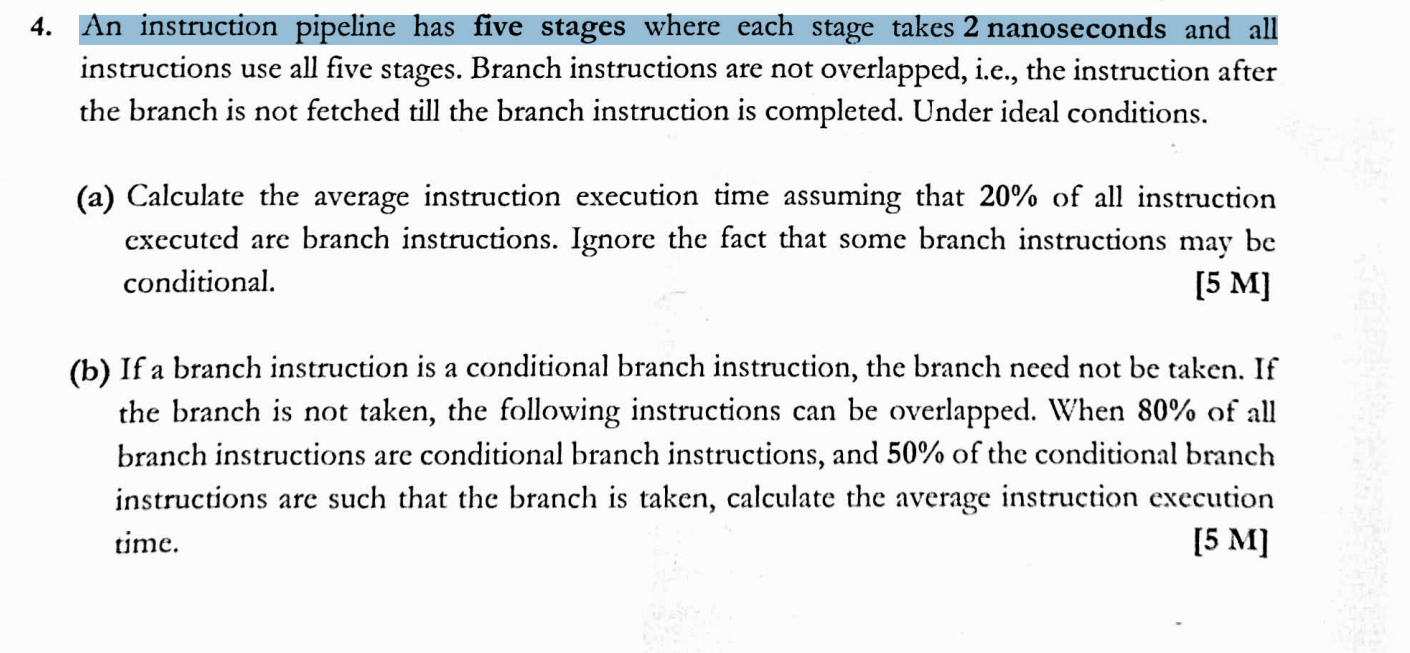 4. An instruction pipeline has five stages where each stage takes 2 nanoseconds and all
instructions use all five stages. Branch instructions are not overlapped, i.e., the instruction after
the branch is not fetched till the branch instruction is completed. Under ideal conditions.
(a) Calculate the average instruction execution time assuming that 20% of all instruction
executed are branch instructions. Ignore the fact that some branch instructions may be
conditional. [5 M]
(b) If a branch instruction is a conditional branch instruction, the branch need not be taken. If
the branch is not taken, the following instructions can be overlapped. When 80% of all
branch instructions are conditional branch instructions, and 50% of the conditional branch
instructions are such that the branch is taken, calculate the average instruction execution
time. [5 M]